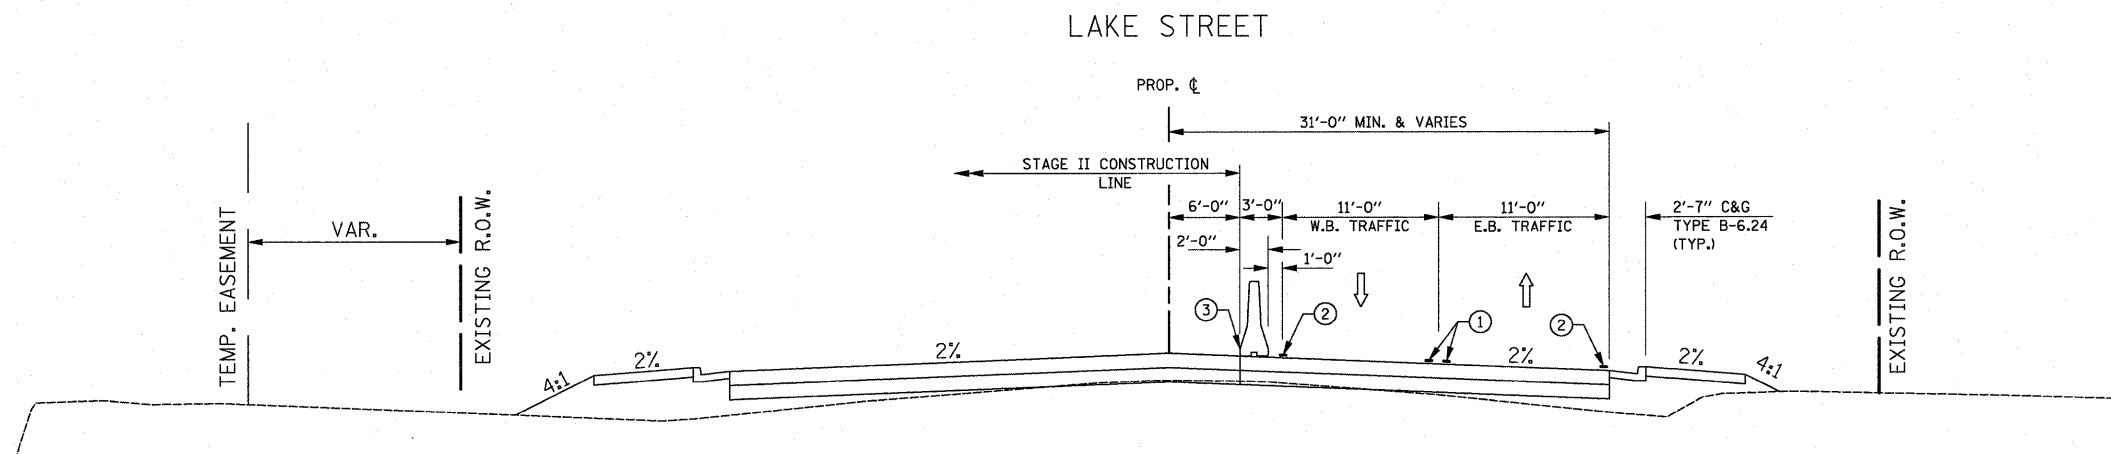 LAKE STREET
PROP. ℄
31'-0" MIN. & VARIES
STAGE II CONSTRUCTION
LINE
6'-0" 3'-0" 11'-0" 11'-0" 2'-7" C&G
W.B. TRAFFIC E.B. TRAFFIC TYPE B-6.24
(TYP.)
TEMP. EASEMENT
VAR.
EXISTING R.O.W.
2'-0"
1'-0"
EXISTING R.O.W.
3 2 1 2
4:1 2% 2% 2% 2% 4:1